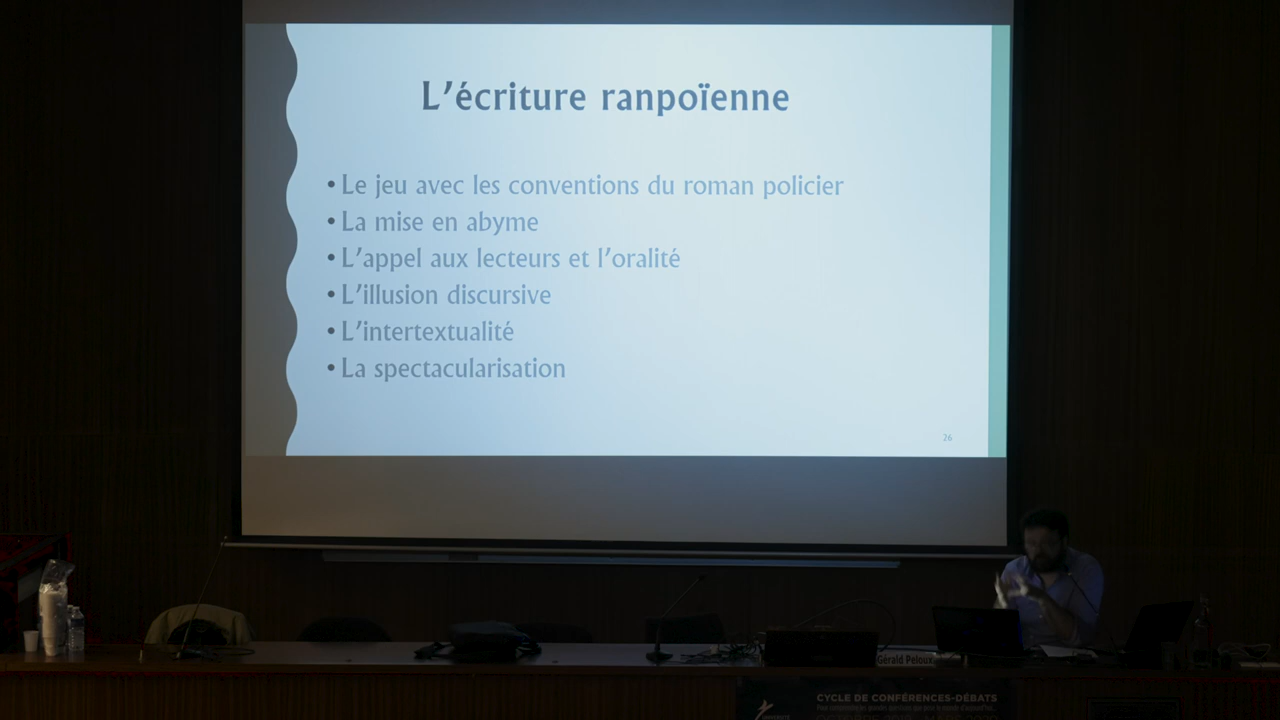 L'écriture ranpoïenne
• Le jeu avec les conventions du roman policier
• La mise en abyme
• L'appel aux lecteurs et l'oralité
• L'illusion discursive
• L'intertextualité
• La spectacularisation
26
Gérald Peloux
CYCLE DE CONFÉRENCES-DÉBATS